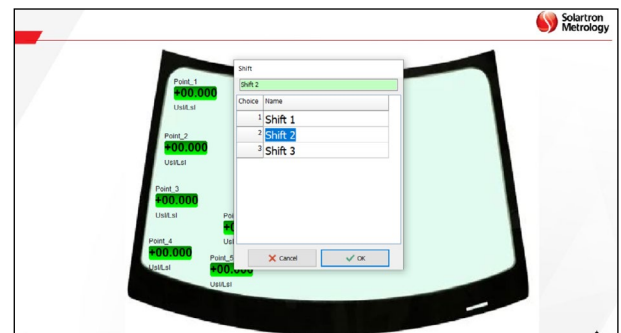 Solartron
Metrology
Shift
Shift 2
Choice Name
1 Shift 1
2 Shift 2
3 Shift 3
Cancel
OK
Point_1
+00.000
Usl/Lsl
Point_2
+00.000
Usl/Lsl
Point_3
+00.000
Usl/Lsl
Point_4
+00.000
Usl/Lsl
Point_5
+00.000
Usl/Lsl